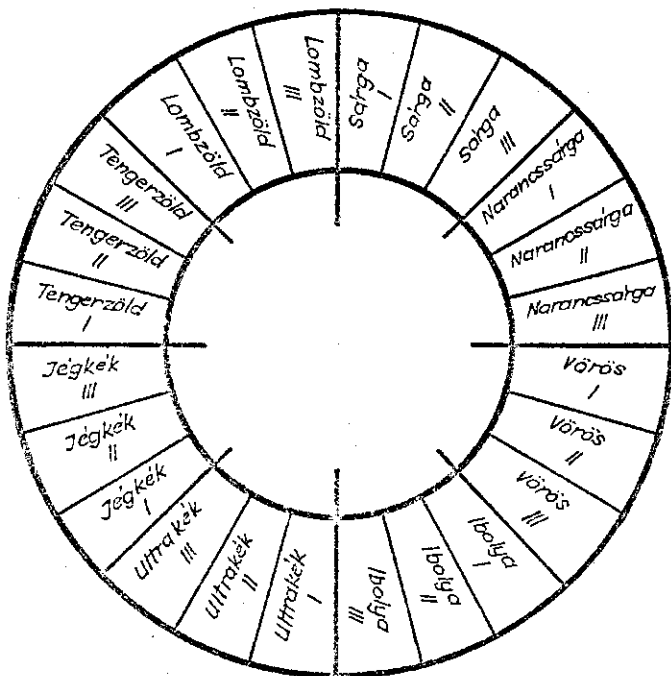 Sárga
I
Sárga
II
Sárga
III
Narancssárga
I
Narancssárga
II
Narancssárga
III
Vörös
I
Vörös
II
Vörös
III
Ibolya
I
Ibolya
II
Ibolya
III
Ultrakék
I
Ultrakék
II
Ultrakék
III
Jégkék
I
Jégkék
II
Jégkék
III
Tengerzöld
I
Tengerzöld
II
Tengerzöld
III
Lombzöld
I
Lombzöld
II
Lombzöld
III